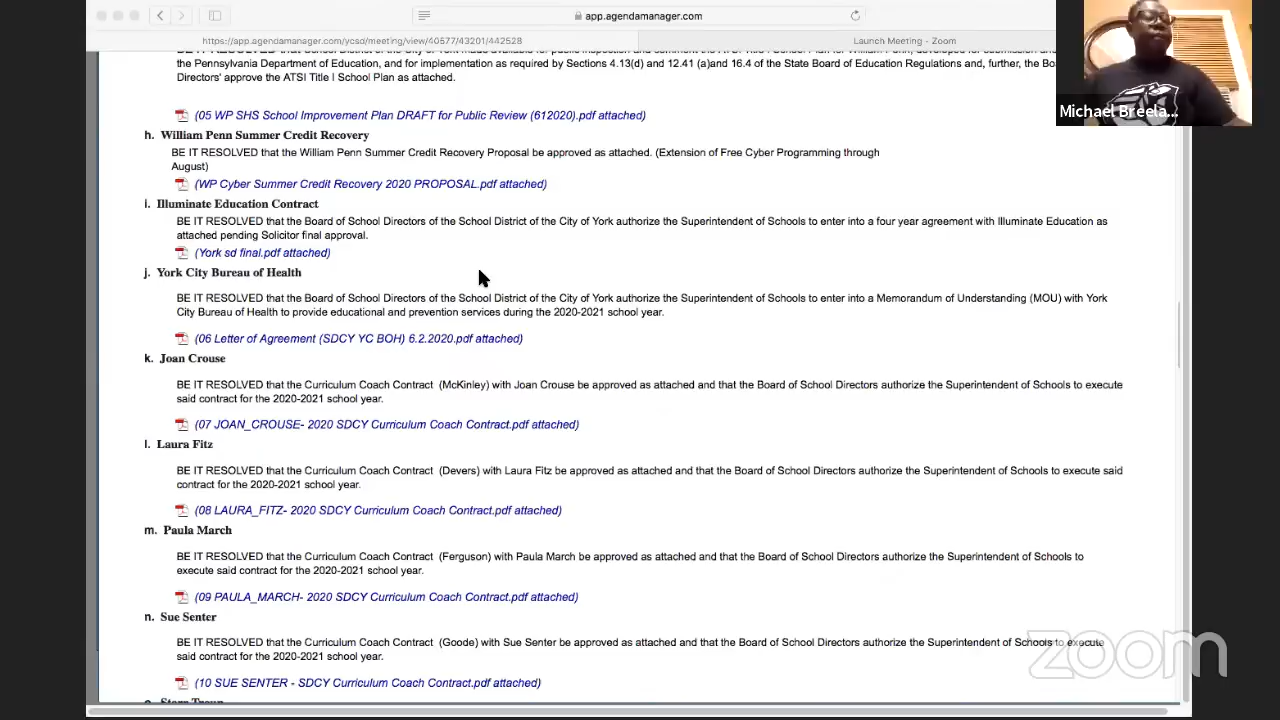 app.agendamanager.com
https://app.agendamanager.com/ycsd/meeting/view/40577/43201/442528
Launch Meeting - Zoom
the Pennsylvania Department of Education, and for implementation as required by Sections 4.13(d) and 12.41 (a)and 16.4 of the State Board of Education Regulations and, further, the Boa
Directors' approve the ATSI Title I School Plan as attached.
(05 WP SHS School Improvement Plan DRAFT for Public Review (612020).pdf attached)
Michael Breela...
h. William Penn Summer Credit Recovery
BE IT RESOLVED that the William Penn Summer Credit Recovery Proposal be approved as attached. (Extension of Free Cyber Programming through
August)
(WP Cyber Summer Credit Recovery 2020 PROPOSAL.pdf attached)
i. Illuminate Education Contract
BE IT RESOLVED that the Board of School Directors of the School District of the City of York authorize the Superintendent of Schools to enter into a four year agreement with Illuminate Education as
attached pending Solicitor final approval.
(York sd final.pdf attached)
j. York City Bureau of Health
BE IT RESOLVED that the Board of School Directors of the School District of the City of York authorize the Superintendent of Schools to enter into a Memorandum of Understanding (MOU) with York
City Bureau of Health to provide educational and prevention services during the 2020-2021 school year.
(06 Letter of Agreement (SDCY YC BOH) 6.2.2020.pdf attached)
k. Joan Crouse
BE IT RESOLVED that the Curriculum Coach Contract (McKinley) with Joan Crouse be approved as attached and that the Board of School Directors authorize the Superintendent of Schools to execute
said contract for the 2020-2021 school year.
(07 JOAN_CROUSE- 2020 SDCY Curriculum Coach Contract.pdf attached)
l. Laura Fitz
BE IT RESOLVED that the Curriculum Coach Contract (Devers) with Laura Fitz be approved as attached and that the Board of School Directors authorize the Superintendent of Schools to execute said
contract for the 2020-2021 school year.
(08 LAURA_FITZ- 2020 SDCY Curriculum Coach Contract.pdf attached)
m. Paula March
BE IT RESOLVED that the Curriculum Coach Contract (Ferguson) with Paula March be approved as attached and that the Board of School Directors authorize the Superintendent of Schools to
execute said contract for the 2020-2021 school year.
(09 PAULA_MARCH- 2020 SDCY Curriculum Coach Contract.pdf attached)
n. Sue Senter
BE IT RESOLVED that the Curriculum Coach Contract (Goode) with Sue Senter be approved as attached and that the Board of School Directors authorize the Superintendent of Schools to execute
said contract for the 2020-2021 school year.
(10 SUE SENTER - SDCY Curriculum Coach Contract.pdf attached)
zoom